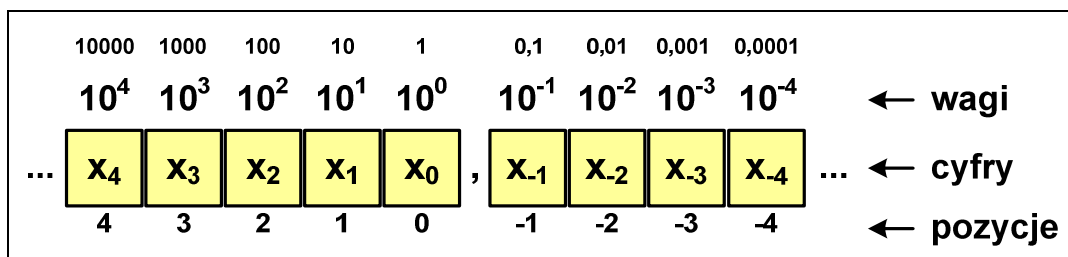 10000 1000 100 10 1 0,1 0,01 0,001 0,0001
10⁴ 10³ 10² 10¹ 10⁰ 10⁻¹ 10⁻² 10⁻³ 10⁻⁴ ← wagi
... x₄ x₃ x₂ x₁ x₀ , x₋₁ x₋₂ x₋₃ x₋₄ ... ← cyfry
4 3 2 1 0 -1 -2 -3 -4 ← pozycje